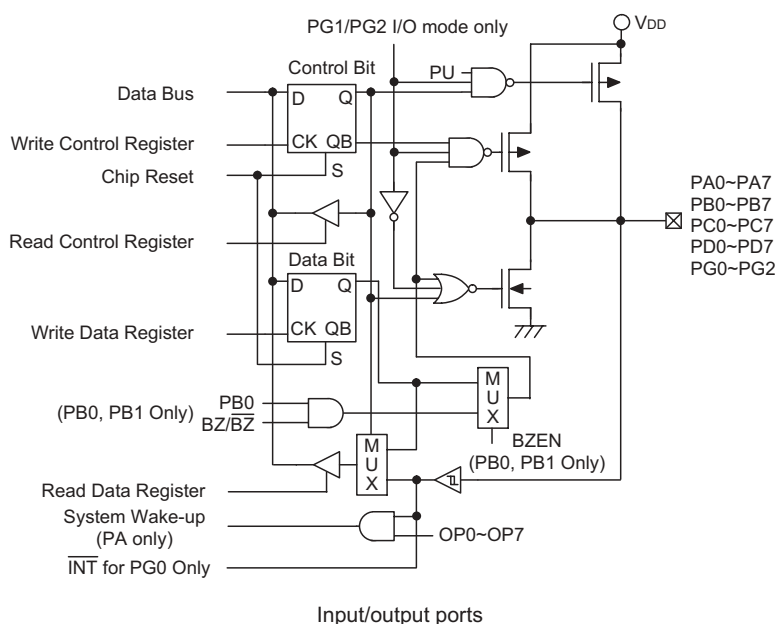 PG1/PG2 I/O mode only
VDD
Control Bit
PU
Data Bus
D
Q
Write Control Register
CK
QB
Chip Reset
S
PA0~PA7
PB0~PB7
PC0~PC7
PD0~PD7
PG0~PG2
Read Control Register
Data Bit
D
Q
Write Data Register
CK
QB
S
(PB0, PB1 Only)
PB0
BZ/B̅Z̅
M
U
X
BZEN
(PB0, PB1 Only)
M
U
X
Read Data Register
System Wake-up
(PA only)
OP0~OP7
I̅N̅T̅ for PG0 Only
Input/output ports